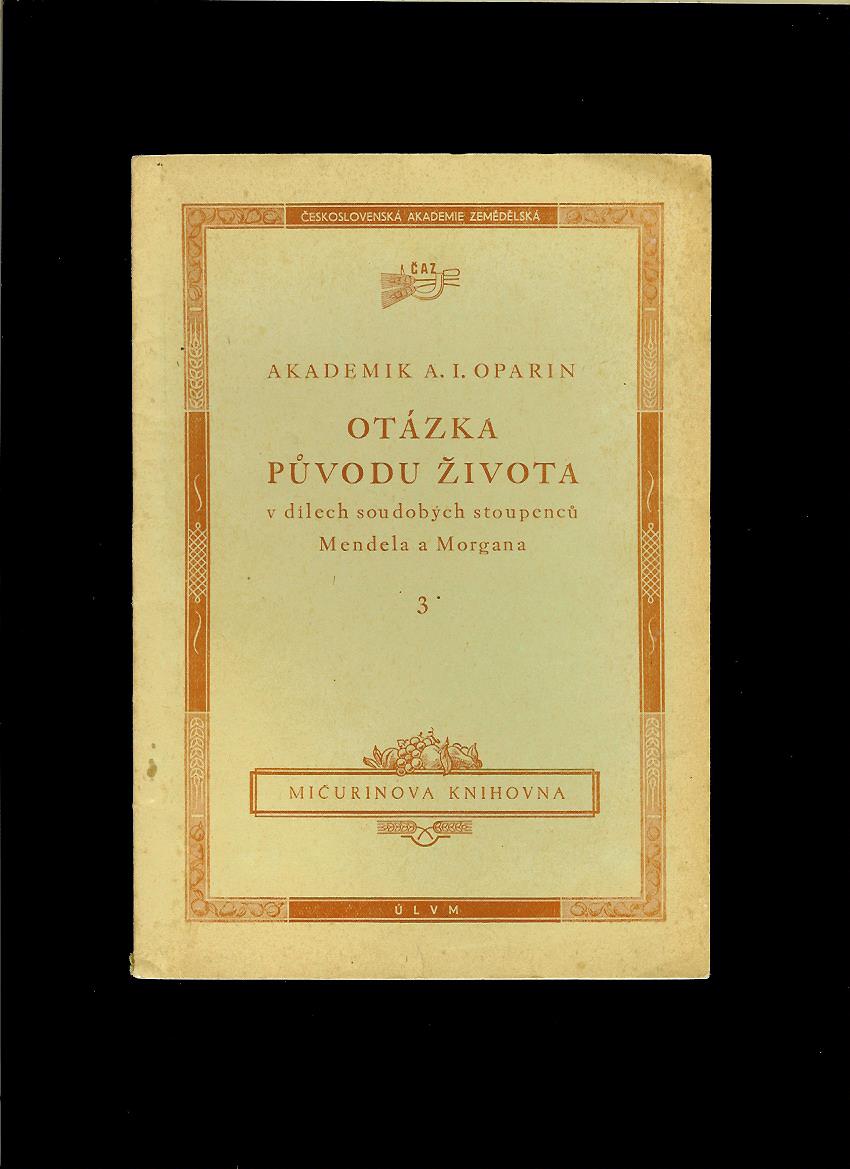 ČESKOSLOVENSKÁ AKADEMIE ZEMĚDĚLSKÁ
ČAZ
AKADEMIK A. I. OPARIN
OTÁZKA
PŮVODU ŽIVOTA
v dílech soudobých stoupenců
Mendela a Morgana
3
MIČURINOVA KNIHOVNA
ÚLVM